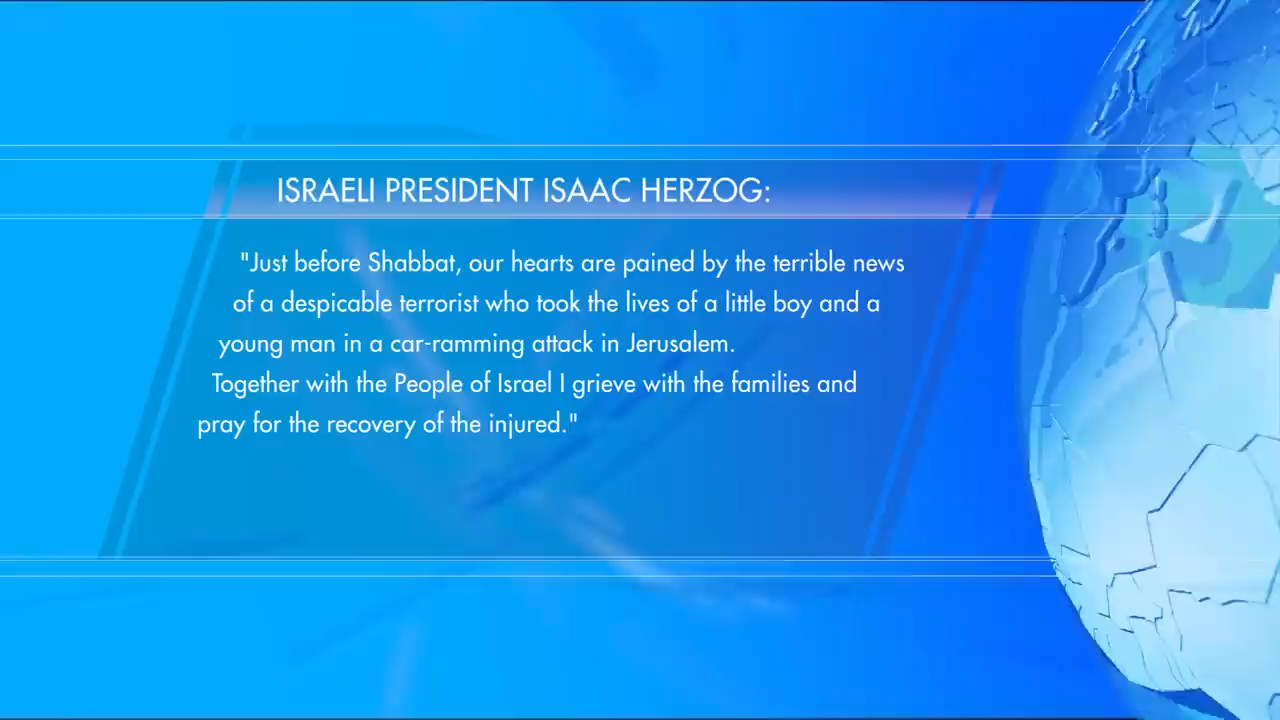 ISRAELI PRESIDENT ISAAC HERZOG:
"Just before Shabbat, our hearts are pained by the terrible news
of a despicable terrorist who took the lives of a little boy and a
young man in a car-ramming attack in Jerusalem.
Together with the People of Israel I grieve with the families and
pray for the recovery of the injured."